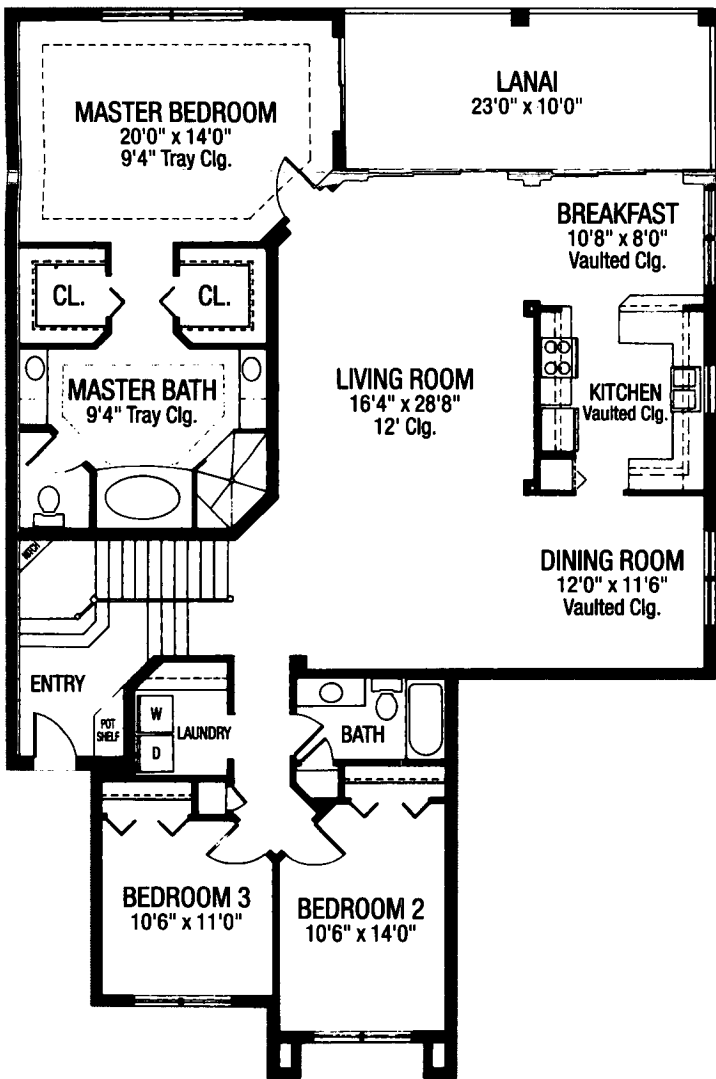 MASTER BEDROOM
20'0" x 14'0"
9'4" Tray Clg.
LANAI
23'0" x 10'0"
BREAKFAST
10'8" x 8'0"
Vaulted Clg.
CL.
CL.
MASTER BATH
9'4" Tray Clg.
LIVING ROOM
16'4" x 28'8"
12' Clg.
KITCHEN
Vaulted Clg.
NITCH
DINING ROOM
12'0" x 11'6"
Vaulted Clg.
ENTRY
POT
SHELF
W
D
LAUNDRY
BATH
BEDROOM 3
10'6" x 11'0"
BEDROOM 2
10'6" x 14'0"